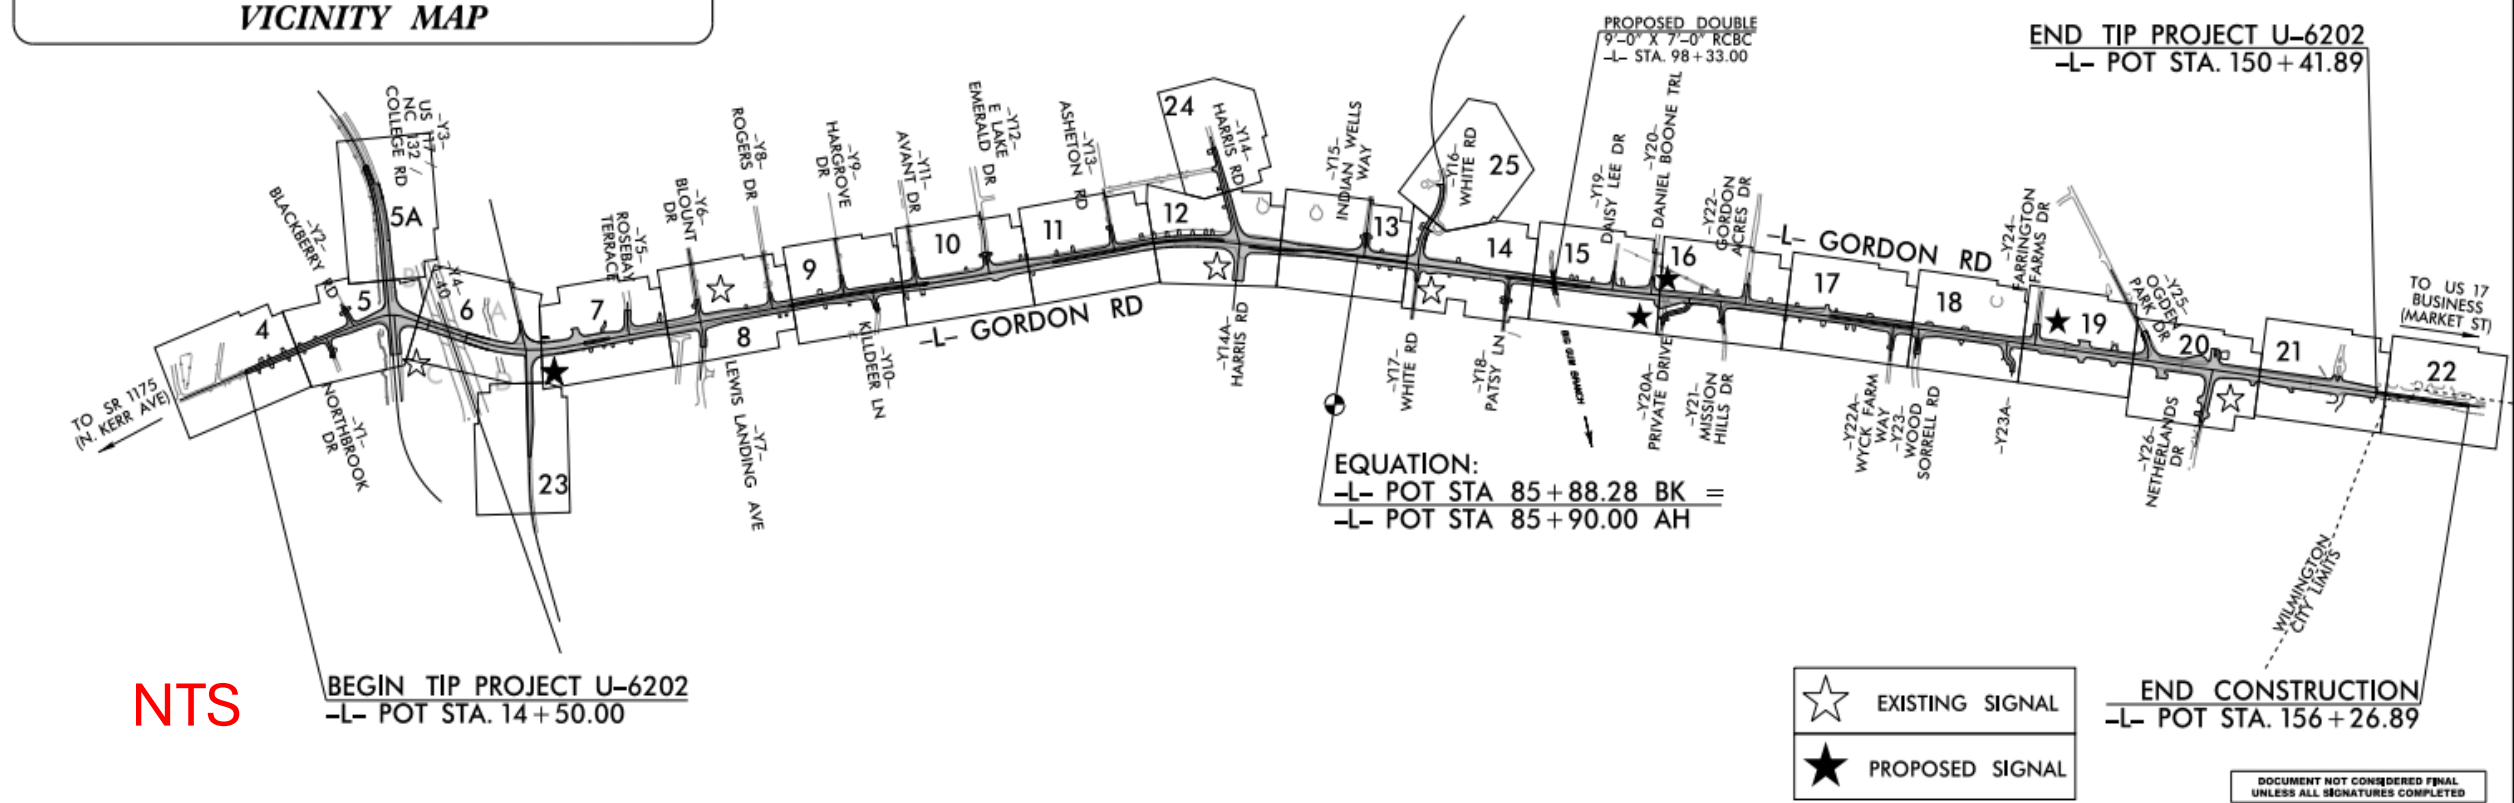 VICINITY MAP
PROPOSED DOUBLE
9'-0" X 7'-0" RCBC
-L- STA. 98+33.00
END TIP PROJECT U-6202
-L- POT STA. 150+41.89
-Y3-
US 117 /
NC 132 /
COLLEGE RD
-Y2-
BLACKBERRY RD
-Y4-
I-40
-Y5-
ROSEBAY
TERRACE
-Y6-
BLOUNT
DR
-Y8-
ROGERS DR
-Y9-
HARGROVE
DR
-Y11-
AVANT DR
-Y12-
E LAKE
EMERALD DR
-Y13-
ASHETON RD
-Y14-
HARRIS RD
-Y15-
INDIAN WELLS
WAY
-Y16-
WHITE RD
-Y19-
DAISY LEE DR
-Y20-
DANIEL BOONE TRL
-Y22-
GORDON
ACRES DR
-L- GORDON RD
-Y24-
FARRINGTON
FARMS DR
-Y25-
OGDEN
PARK DR
TO US 17
BUSINESS
(MARKET ST)
4
5
5A
6
7
8
9
10
11
12
24
13
25
14
15
16
17
18
19
20
21
22
23
A
B
C
D
C
-L- GORDON RD
TO SR 1175
(N. KERR AVE)
-Y1-
NORTHBROOK
DR
-Y7-
LEWIS LANDING AVE
-Y10-
KILLDEER LN
-Y14A-
HARRIS RD
-Y17-
WHITE RD
-Y18-
PATSY LN
-Y20A-
PRIVATE DRIVE
-Y21-
MISSION
HILLS DR
-Y22A-
WYCK FARM
WAY
-Y23-
WOOD
SORRELL RD
-Y23A-
-Y26-
NETHERLANDS
DR
WILMINGTON
CITY LIMITS
EQUATION:
-L- POT STA 85+88.28 BK =
-L- POT STA 85+90.00 AH
NTS
BEGIN TIP PROJECT U-6202
-L- POT STA. 14+50.00
EXISTING SIGNAL
PROPOSED SIGNAL
END CONSTRUCTION
-L- POT STA. 156+26.89
DOCUMENT NOT CONSIDERED FINAL
UNLESS ALL SIGNATURES COMPLETED